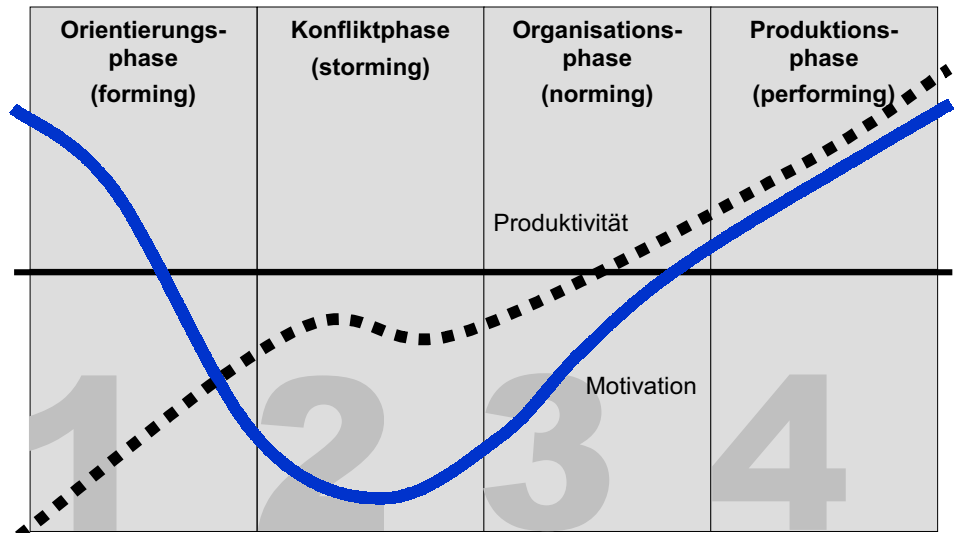 Orientierungs-
phase
(forming)
Konfliktphase
(storming)
Organisations-
phase
(norming)
Produktions-
phase
(performing)
Produktivität
Motivation
1
2
3
4